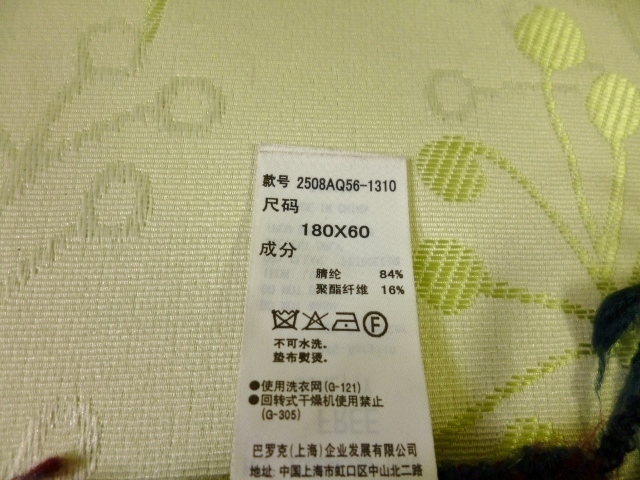 款号 2508AQ56-1310
尺码
180X60
成分
腈纶 84%
聚酯纤维 16%
F
不可水洗.
垫布熨烫.
●使用洗衣网(G-121)
●回转式干燥机使用禁止
(G-305)
巴罗克(上海)企业发展有限公司
地址: 中国上海市虹口区中山北二路